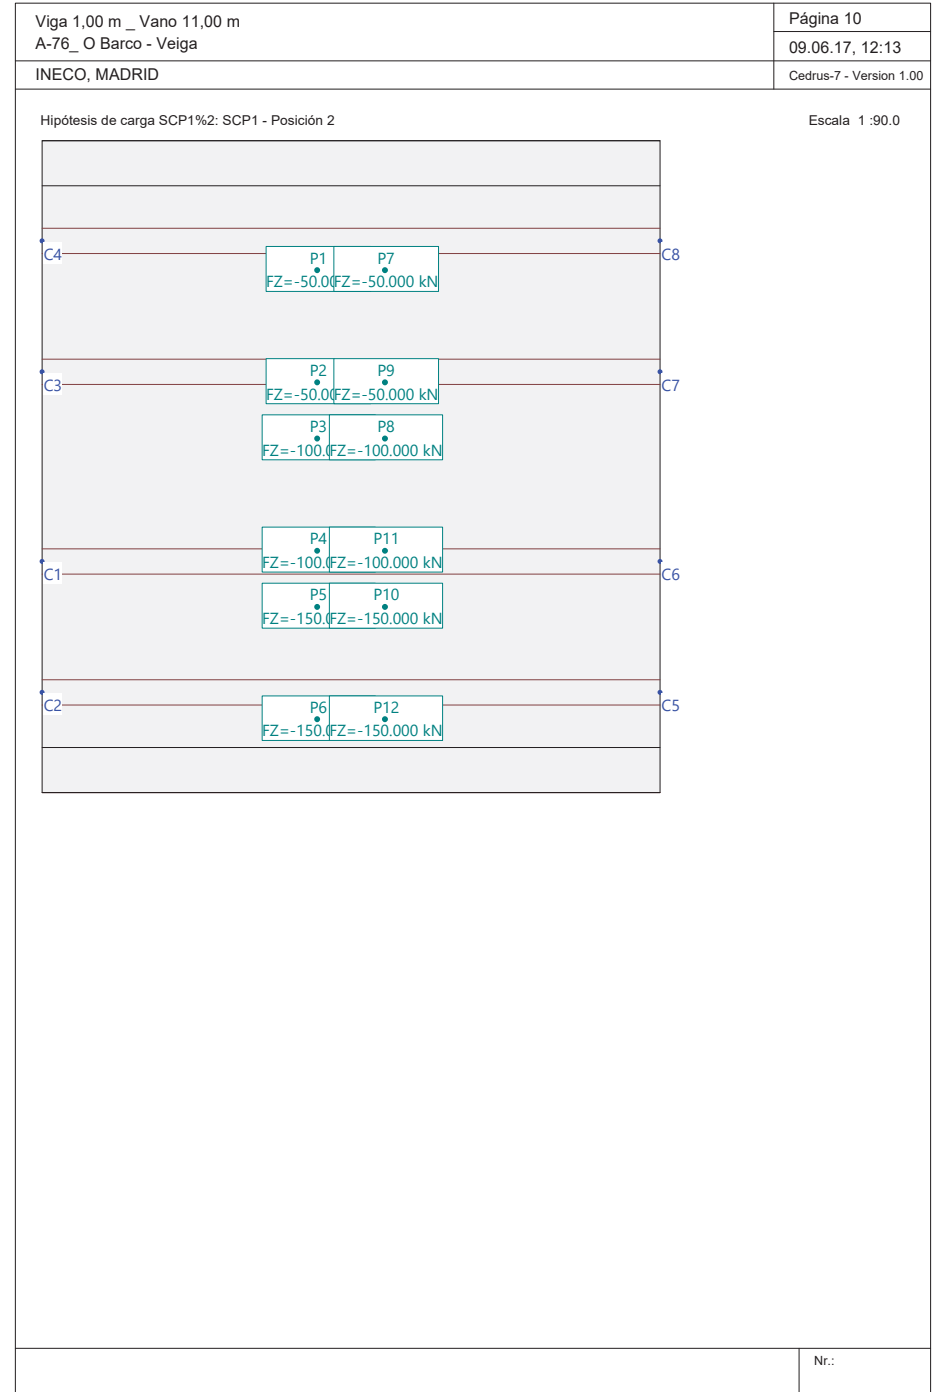 Viga 1,00 m _ Vano 11,00 m
A-76_ O Barco - Veiga
Página 10
09.06.17, 12:13
INECO, MADRID
Cedrus-7 - Version 1.00
Hipótesis de carga SCP1%2: SCP1 - Posición 2
Escala 1 :90.0
C4
P1
P7
C8
FZ=-50.00
FZ=-50.000 kN
C3
P2
P9
C7
FZ=-50.00
FZ=-50.000 kN
P3
P8
FZ=-100.0
FZ=-100.000 kN
P4
P11
FZ=-100.0
FZ=-100.000 kN
C1
C6
P5
P10
FZ=-150.0
FZ=-150.000 kN
C2
P6
P12
C5
FZ=-150.0
FZ=-150.000 kN
Nr.: